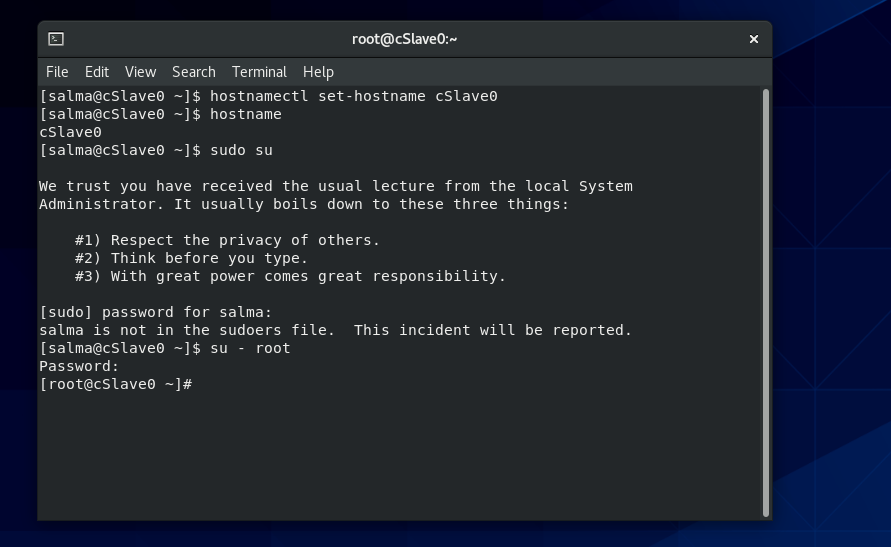 root@cSlave0:~
File Edit View Search Terminal Help
[salma@cSlave0 ~]$ hostnamectl set-hostname cSlave0
[salma@cSlave0 ~]$ hostname
cSlave0
[salma@cSlave0 ~]$ sudo su
We trust you have received the usual lecture from the local System
Administrator. It usually boils down to these three things:
#1) Respect the privacy of others.
#2) Think before you type.
#3) With great power comes great responsibility.
[sudo] password for salma:
salma is not in the sudoers file.  This incident will be reported.
[salma@cSlave0 ~]$ su - root
Password:
[root@cSlave0 ~]#